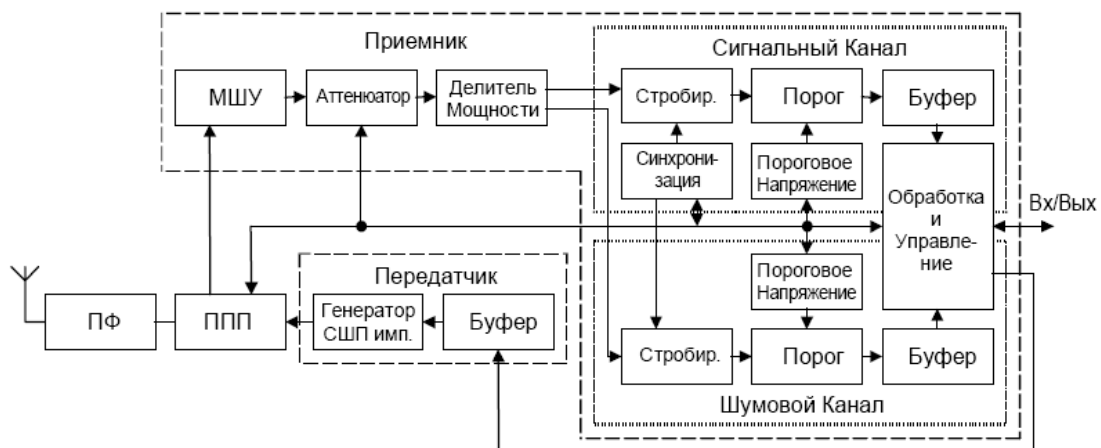 Приемник
Сигнальный Канал
МШУ
Аттенюатор
Делитель
Мощности
Стробир.
Порог
Буфер
Синхрони-
зация
Пороговое
Напряжение
Обработка
и
Управле-
ние
Вх/Вых
Передатчик
Пороговое
Напряжение
ПФ
ППП
Генератор
СШП имп.
Буфер
Стробир.
Порог
Буфер
Шумовой Канал